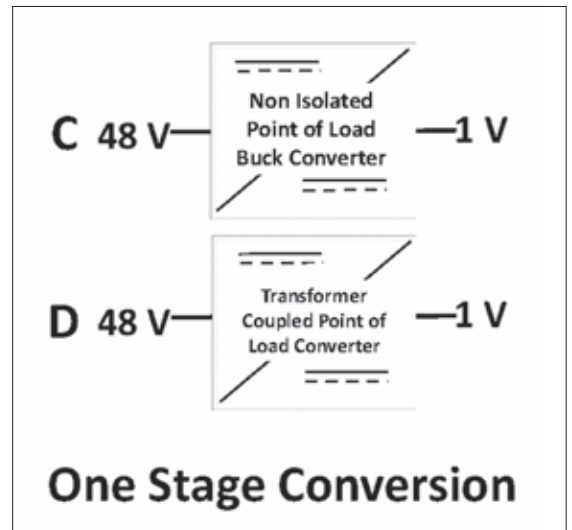 C 48 V
Non Isolated
Point of Load
Buck Converter
1 V
D 48 V
Transformer
Coupled Point of
Load Converter
1 V
One Stage Conversion